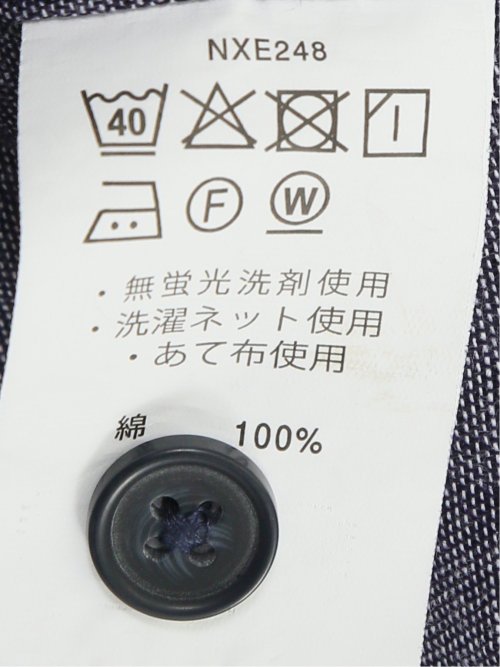 NXE248
40
F W
・無蛍光洗剤使用
・洗濯ネット使用
・あて布使用
綿 100%